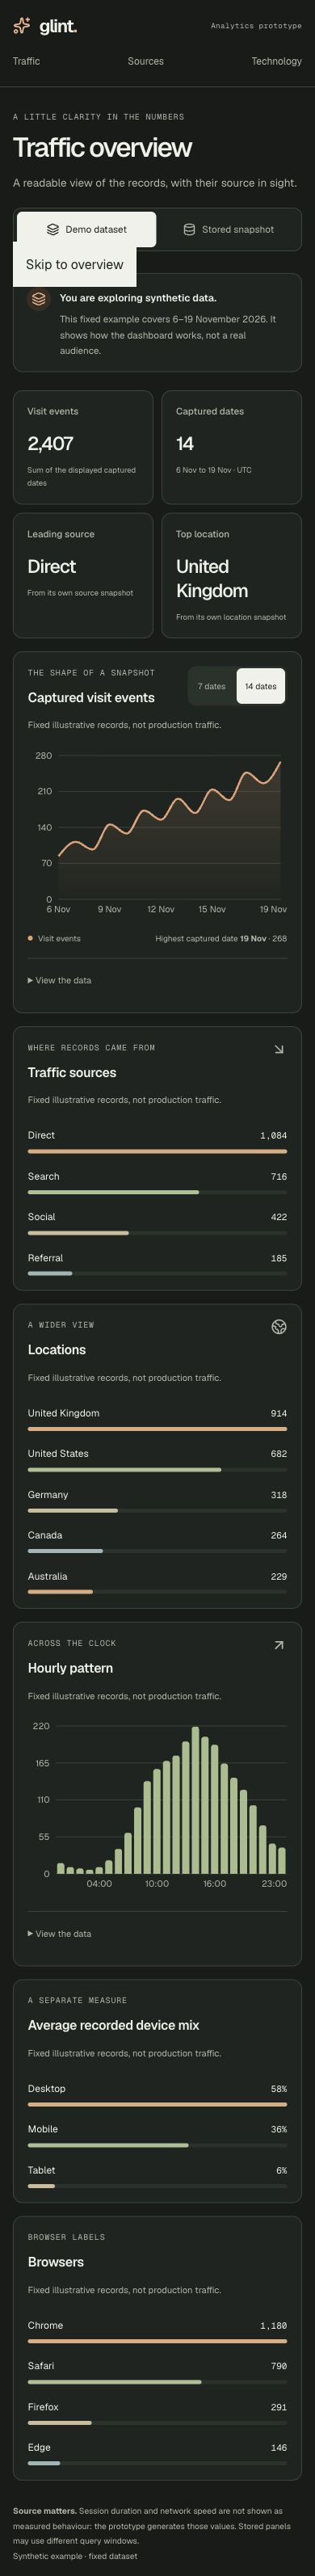 glint.
Analytics prototype
Traffic
Sources
Technology
A LITTLE CLARITY IN THE NUMBERS
Traffic overview
A readable view of the records, with their source in sight.
Demo dataset
Stored snapshot
Skip to overview
You are exploring synthetic data.
This fixed example covers 6–19 November 2026. It
shows how the dashboard works, not a real
audience.
Visit events
2,407
Sum of the displayed captured
dates
Captured dates
14
6 Nov to 19 Nov · UTC
Leading source
Direct
From its own source snapshot
Top location
United
Kingdom
From its own location snapshot
THE SHAPE OF A SNAPSHOT
Captured visit events
7 dates
14 dates
Fixed illustrative records, not production traffic.
280
210
140
70
0
6 Nov
9 Nov
12 Nov
15 Nov
19 Nov
Visit events
Highest captured date 19 Nov · 268
View the data
WHERE RECORDS CAME FROM
Traffic sources
Fixed illustrative records, not production traffic.
Direct 1,084
Search 716
Social 422
Referral 185
A WIDER VIEW
Locations
Fixed illustrative records, not production traffic.
United Kingdom 914
United States 682
Germany 318
Canada 264
Australia 229
ACROSS THE CLOCK
Hourly pattern
Fixed illustrative records, not production traffic.
220
165
110
55
0
04:00
10:00
16:00
23:00
View the data
A SEPARATE MEASURE
Average recorded device mix
Fixed illustrative records, not production traffic.
Desktop 58%
Mobile 36%
Tablet 6%
BROWSER LABELS
Browsers
Fixed illustrative records, not production traffic.
Chrome 1,180
Safari 790
Firefox 291
Edge 146
Source matters. Session duration and network speed are not shown as
measured behaviour: the prototype generates those values. Stored panels
may use different query windows.
Synthetic example · fixed dataset